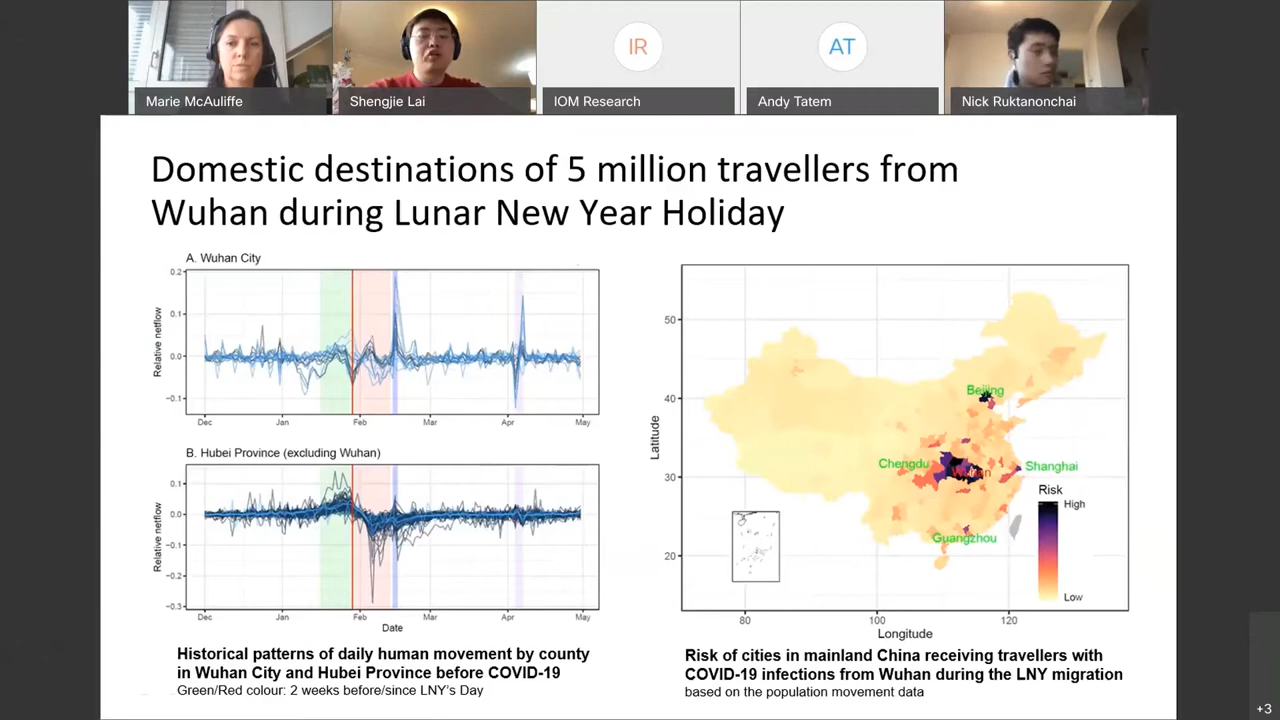 Marie McAuliffe
Shengjie Lai
IR
IOM Research
AT
Andy Tatem
Nick Ruktanonchai
Domestic destinations of 5 million travellers from
Wuhan during Lunar New Year Holiday
A. Wuhan City
0.2
0.1
0.0
−0.1
Relative netflow
Dec Jan Feb Mar Apr May
B. Hubei Province (excluding Wuhan)
0.1
0.0
−0.1
−0.2
−0.3
Relative netflow
Dec Jan Feb Mar Apr May
Date
Historical patterns of daily human movement by county
in Wuhan City and Hubei Province before COVID-19
Green/Red colour: 2 weeks before/since LNY's Day
50
40
30
20
Latitude
Beijing
Chengdu
Wuhan
Shanghai
Guangzhou
Risk
High
Low
80 100 120
Longitude
Risk of cities in mainland China receiving travellers with
COVID-19 infections from Wuhan during the LNY migration
based on the population movement data
+3